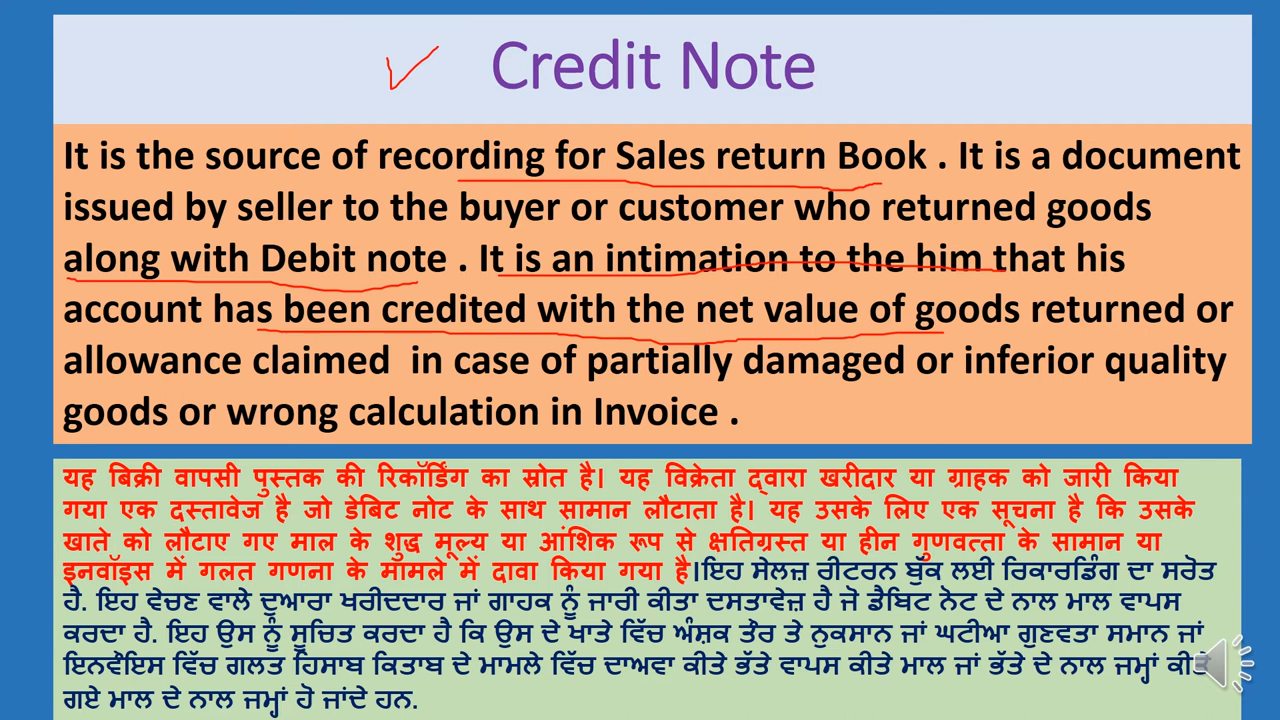 Credit Note
It is the source of recording for Sales return Book . It is a document
issued by seller to the buyer or customer who returned goods
along with Debit note . It is an intimation to the him that his
account has been credited with the net value of goods returned or
allowance claimed in case of partially damaged or inferior quality
goods or wrong calculation in Invoice .
यह बिक्री वापसी पुस्तक की रिकॉर्डिंग का स्रोत है। यह विक्रेता द्वारा खरीदार या ग्राहक को जारी किया
गया एक दस्तावेज है जो डेबिट नोट के साथ सामान लौटाता है। यह उसके लिए एक सूचना है कि उसके
खाते को लौटाए गए माल के शुद्ध मूल्य या आंशिक रूप से क्षतिग्रस्त या हीन गुणवत्ता के सामान या
इनवॉइस में गलत गणना के मामले में दावा किया गया है।ਇਹ ਸੇਲਜ਼ ਰੀਟਰਨ ਬੁੱਕ ਲਈ ਰਿਕਾਰਡਿੰਗ ਦਾ ਸਰੋਤ
ਹੈ. ਇਹ ਵੇਚਣ ਵਾਲੇ ਦੁਆਰਾ ਖਰੀਦਦਾਰ ਜਾਂ ਗਾਹਕ ਨੂੰ ਜਾਰੀ ਕੀਤਾ ਦਸਤਾਵੇਜ਼ ਹੈ ਜੋ ਡੈਬਿਟ ਨੋਟ ਦੇ ਨਾਲ ਮਾਲ ਵਾਪਸ
ਕਰਦਾ ਹੈ. ਇਹ ਉਸ ਨੂੰ ਸੂਚਿਤ ਕਰਦਾ ਹੈ ਕਿ ਉਸ ਦੇ ਖਾਤੇ ਵਿੱਚ ਅੰਸ਼ਕ ਤੌਰ ਤੇ ਨੁਕਸਾਨ ਜਾਂ ਘਟੀਆ ਗੁਣਵਤਾ ਸਮਾਨ ਜਾਂ
ਇਨਵੌਇਸ ਵਿੱਚ ਗਲਤ ਹਿਸਾਬ ਕਿਤਾਬ ਦੇ ਮਾਮਲੇ ਵਿੱਚ ਦਾਅਵਾ ਕੀਤੇ ਭੱਤੇ ਵਾਪਸ ਕੀਤੇ ਮਾਲ ਜਾਂ ਭੱਤੇ ਦੇ ਨਾਲ ਜਮ੍ਹਾਂ ਕੀਤੇ
ਗਏ ਮਾਲ ਦੇ ਨਾਲ ਜਮ੍ਹਾਂ ਹੋ ਜਾਂਦੇ ਹਨ.